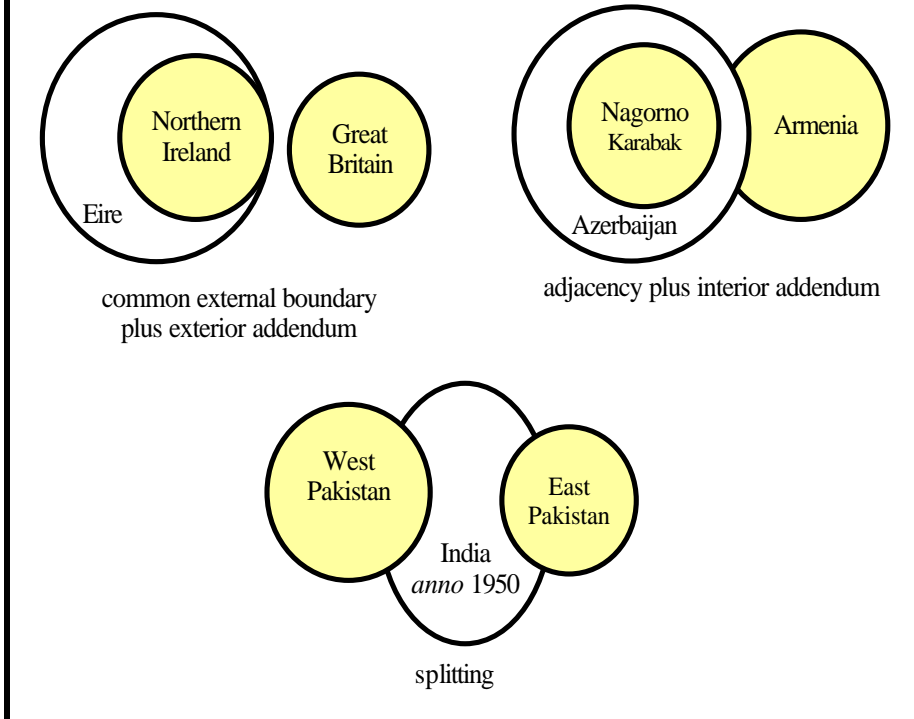 Northern
Ireland
Great
Britain
Eire
common external boundary
plus exterior addendum
Nagorno
Karabak
Armenia
Azerbaijan
adjacency plus interior addendum
West
Pakistan
East
Pakistan
India
anno 1950
splitting